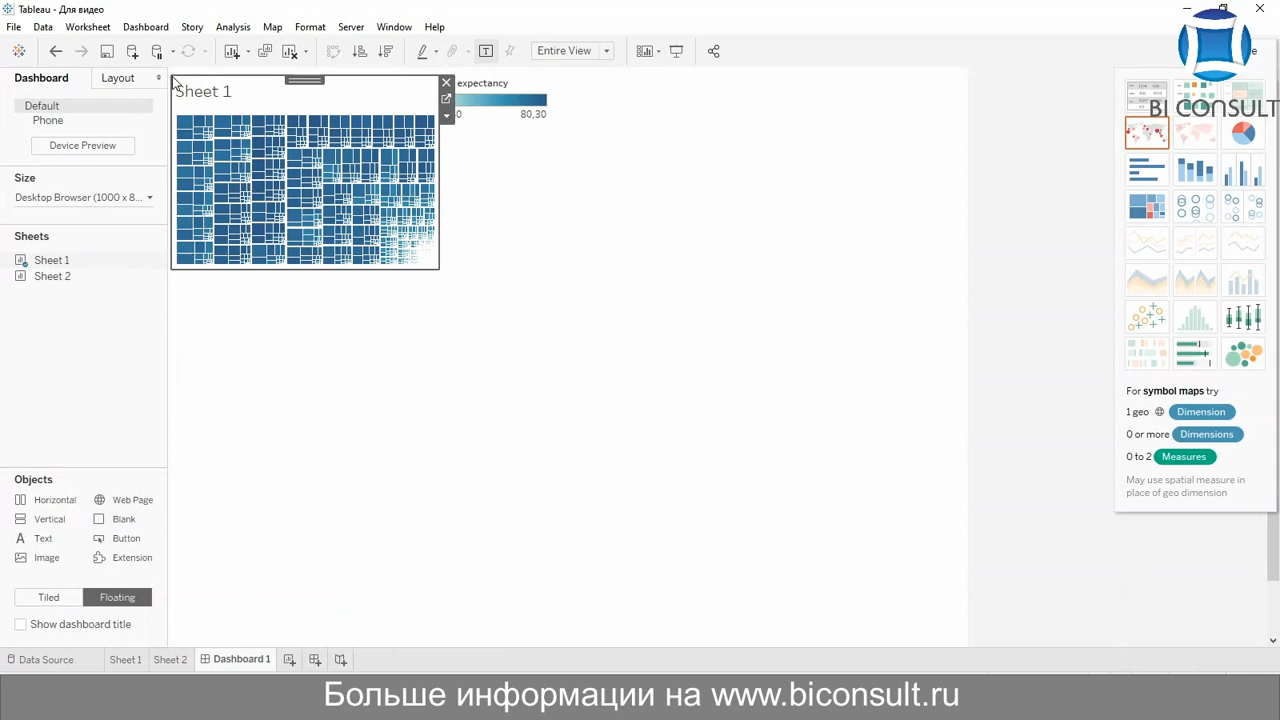 Tableau - Для видео
File Data Worksheet Dashboard Story Analysis Map Format Server Window Help
Entire View
Dashboard Layout
Default
Phone
Device Preview
Size
Desktop Browser (1000 x 8...
Sheets
Sheet 1
Sheet 2
Objects
Horizontal Web Page
Vertical Blank
Text Button
Image Extension
Tiled Floating
Show dashboard title
Sheet 1
expectancy
80,30
BI CONSULT
For symbol maps try
1 geo Dimension
0 or more Dimensions
0 to 2 Measures
May use spatial measure in
place of geo dimension
Data Source Sheet 1 Sheet 2 Dashboard 1
Больше информации на www.biconsult.ru